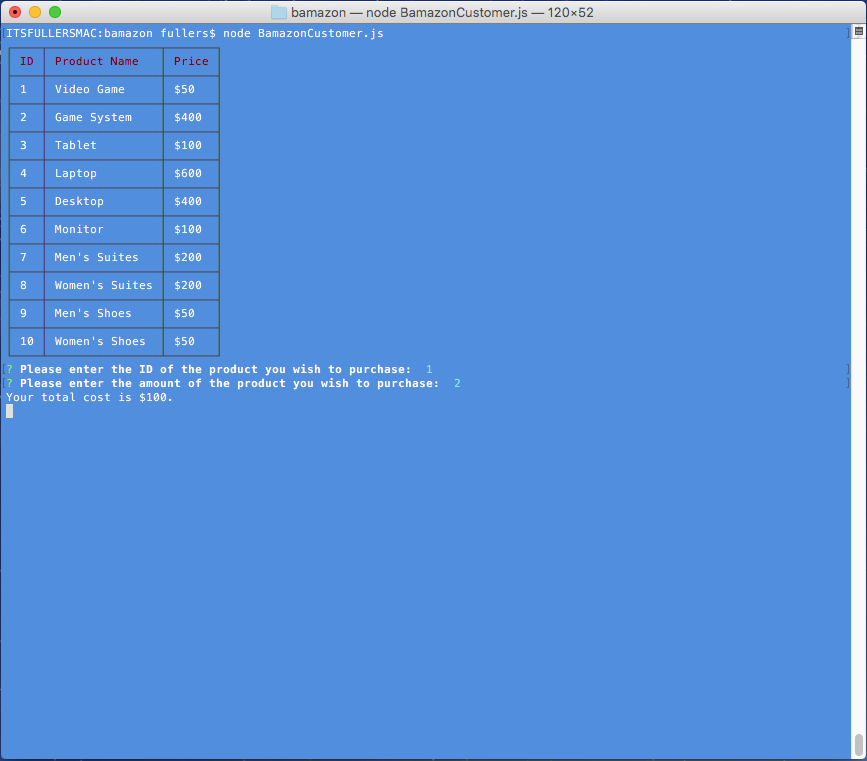 bamazon — node BamazonCustomer.js — 120×52
[ITSFULLERSMAC:bamazon fullers$ node BamazonCustomer.js ]
ID Product Name Price
1 Video Game $50
2 Game System $400
3 Tablet $100
4 Laptop $600
5 Desktop $400
6 Monitor $100
7 Men's Suites $200
8 Women's Suites $200
9 Men's Shoes $50
10 Women's Shoes $50
[? Please enter the ID of the product you wish to purchase: 1 ]
[? Please enter the amount of the product you wish to purchase: 2 ]
Your total cost is $100.